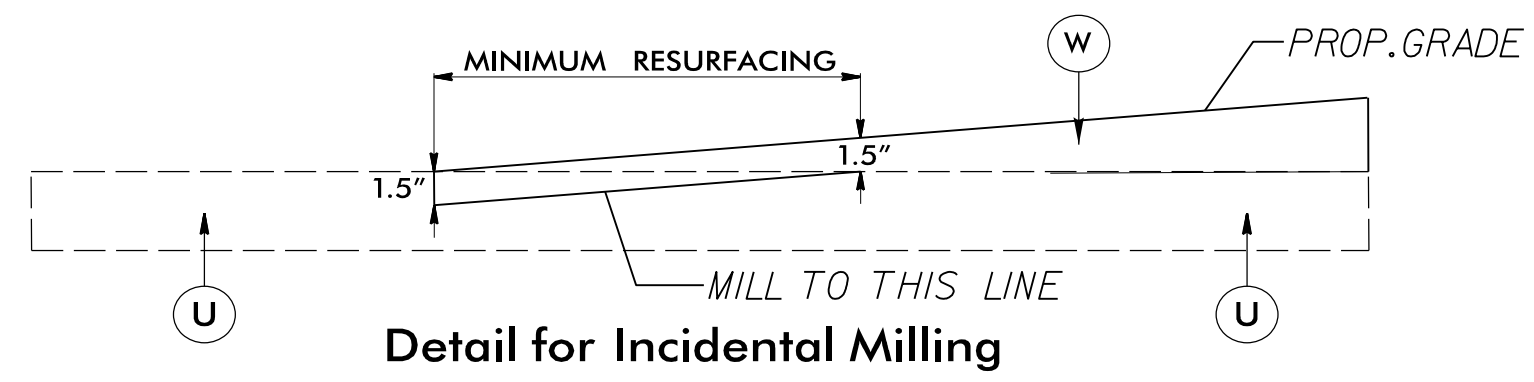 W
PROP.GRADE
MINIMUM RESURFACING
1.5"
1.5"
MILL TO THIS LINE
U
U
Detail for Incidental Milling